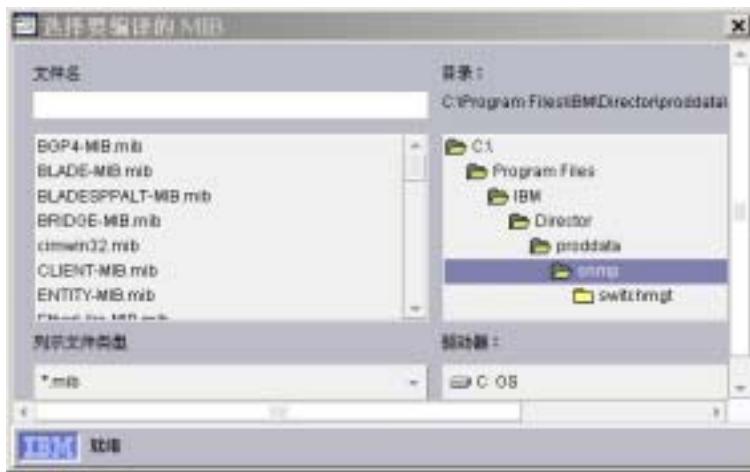 选择要编译的 MIB
文件名
BGP4-MIB.mib
BLADE-MIB.mib
BLADESPPALT-MIB.mib
BRIDGE-MIB.mib
cimwin32.mib
CLIENT-MIB.mib
ENTITY-MIB.mib
列示文件类型
*.mib
目录：
C:\Program Files\IBM\Director\proddata\
C:\
Program Files
IBM
Director
proddata
snmp
switchmgt
驱动器：
C: OS
IBM 就绪